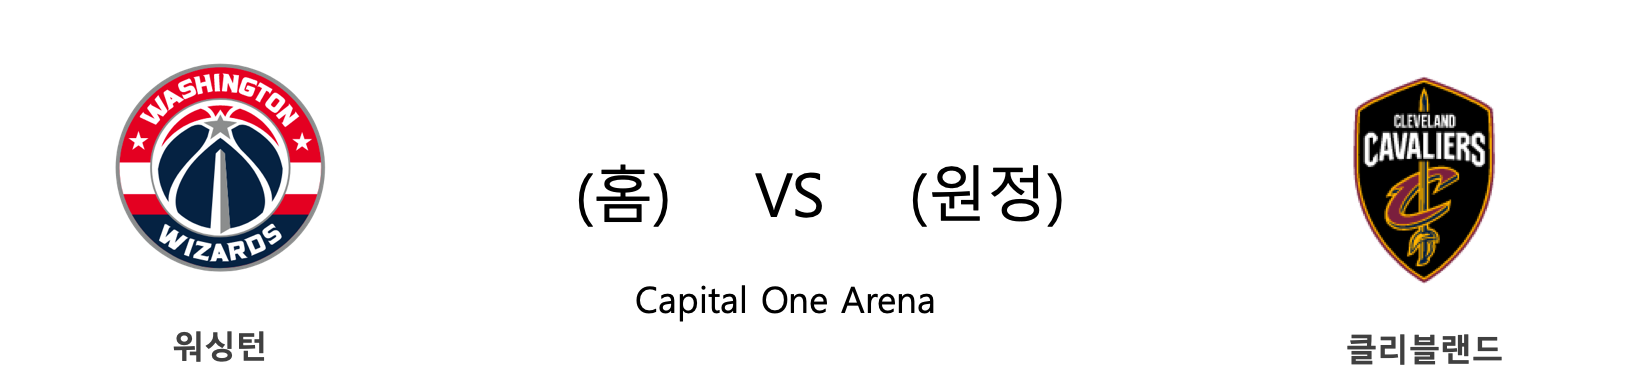 WASHINGTON
WIZARDS
CLEVELAND
CAVALIERS
C
(홈) VS (원정)
Capital One Arena
워싱턴
클리블랜드